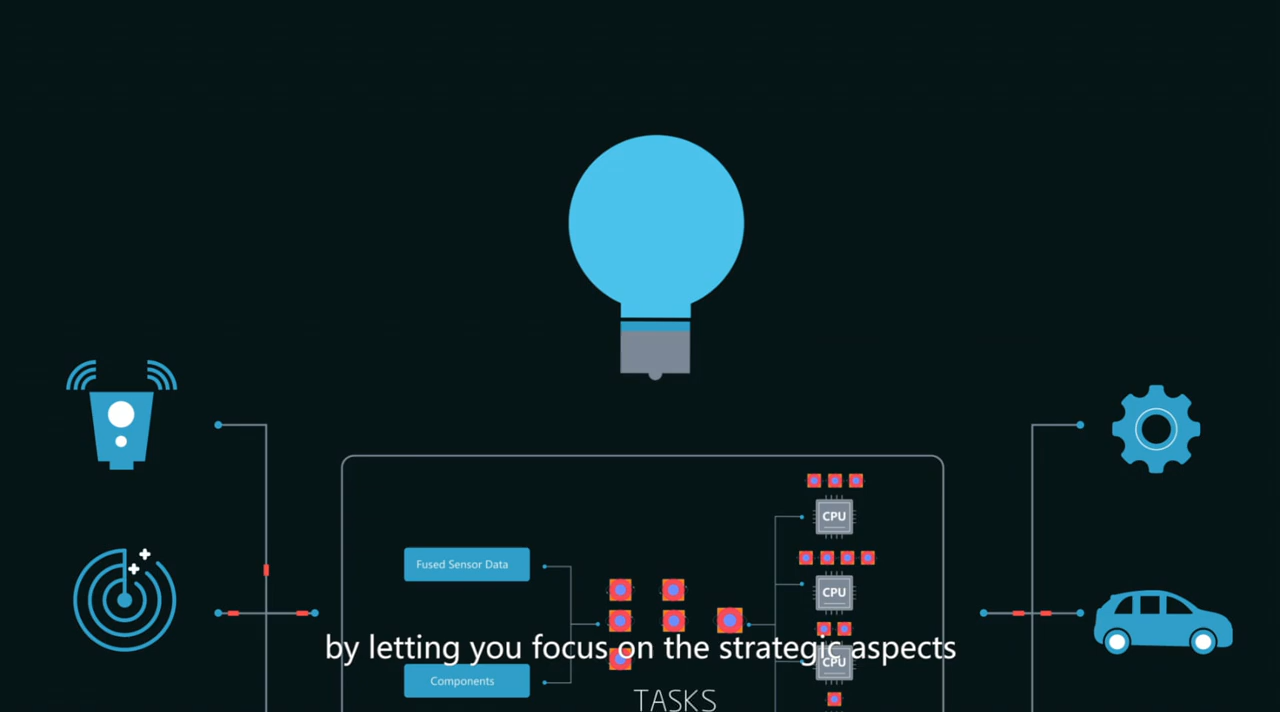 CPU
Fused Sensor Data
CPU
by letting you focus on the strategic aspects
CPU
Components
TASKS